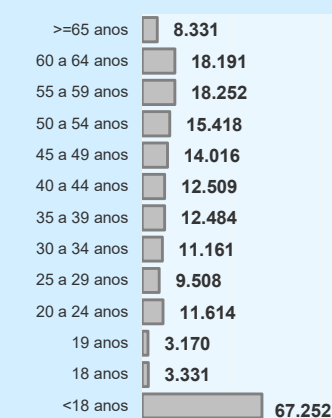 >=65 anos 8.331
60 a 64 anos 18.191
55 a 59 anos 18.252
50 a 54 anos 15.418
45 a 49 anos 14.016
40 a 44 anos 12.509
35 a 39 anos 12.484
30 a 34 anos 11.161
25 a 29 anos 9.508
20 a 24 anos 11.614
19 anos 3.170
18 anos 3.331
<18 anos 67.252